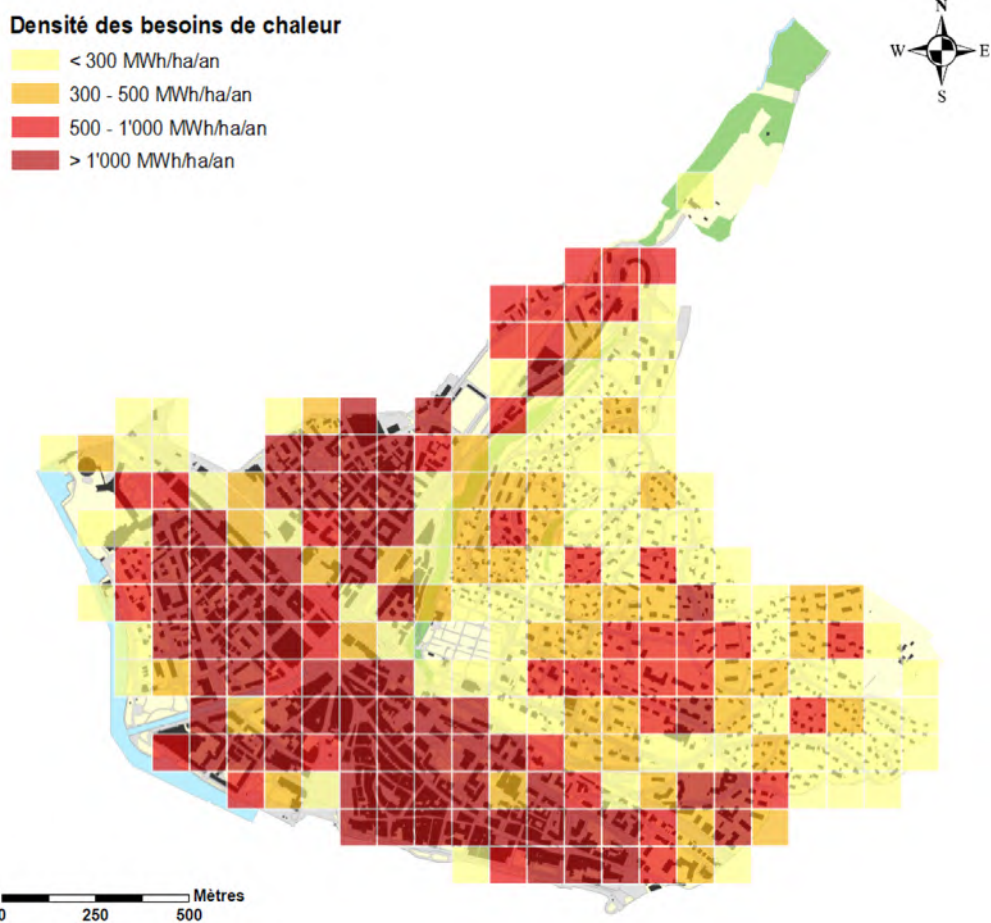 Densité des besoins de chaleur
< 300 MWh/ha/an
300 - 500 MWh/ha/an
500 - 1'000 MWh/ha/an
> 1'000 MWh/ha/an
N
W E
S
Mètres
0 250 500